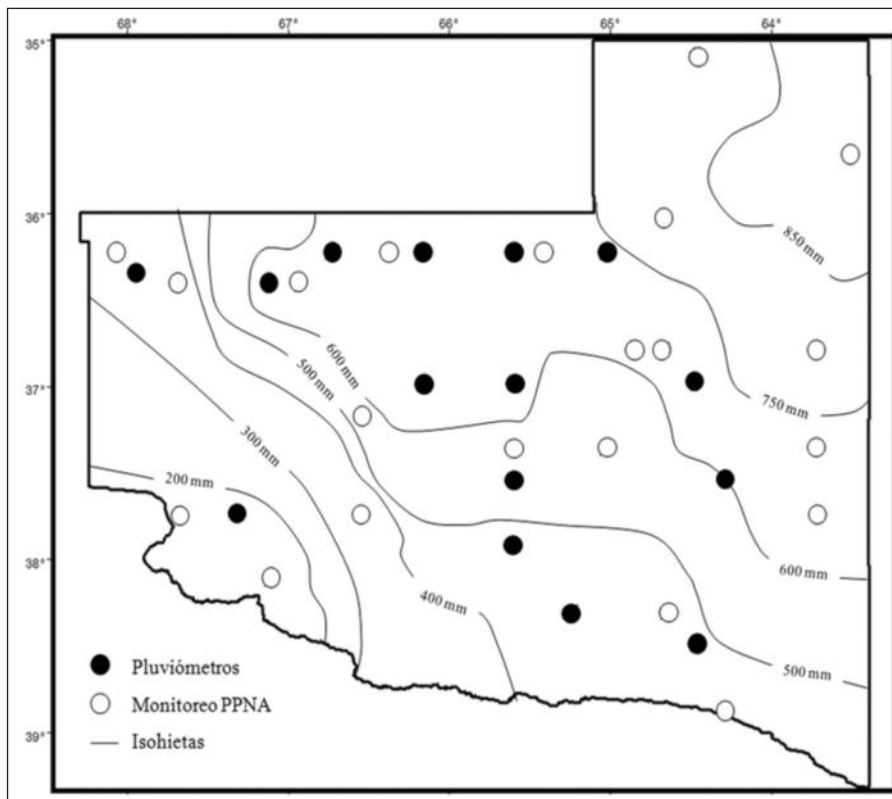 68° 67° 66° 65° 64°
35°
36°
850 mm
600 mm
500 mm
37°
750 mm
300 mm
200 mm
38°
600 mm
400 mm
Pluviómetros
500 mm
Monitoreo PPNA
39°
Isohietas